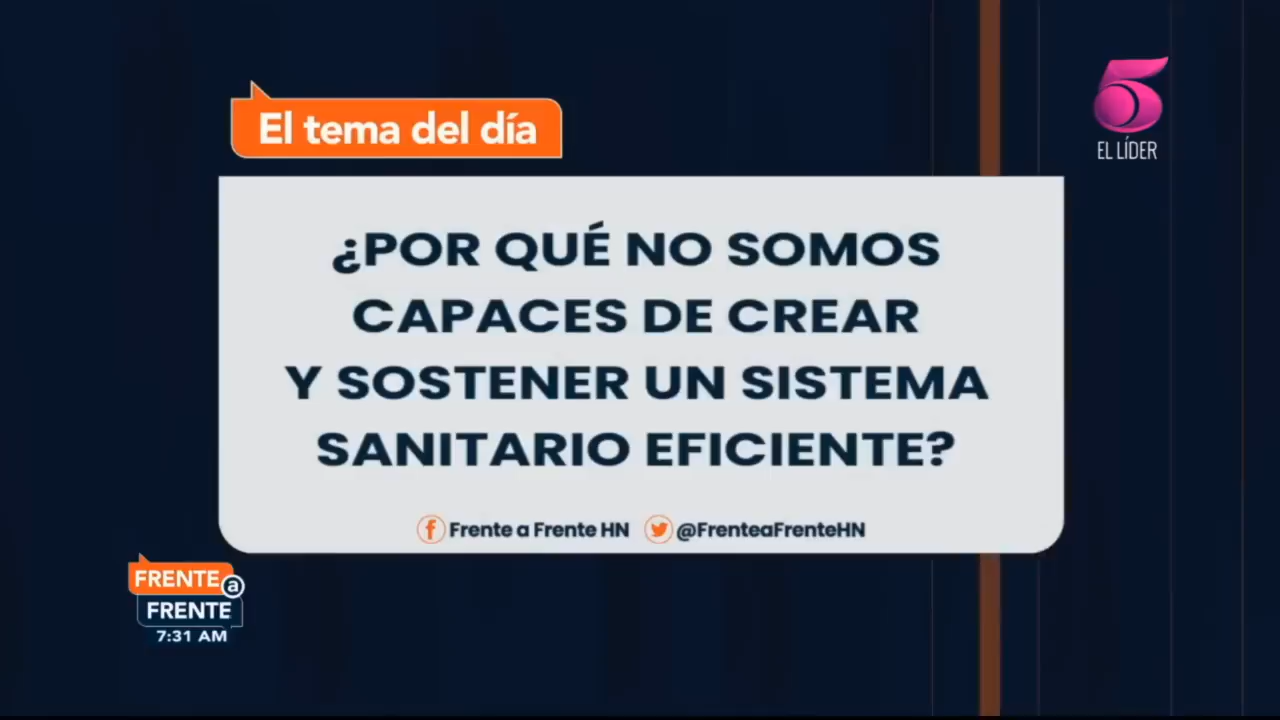 El tema del día
5
EL LÍDER
¿POR QUÉ NO SOMOS
CAPACES DE CREAR
Y SOSTENER UN SISTEMA
SANITARIO EFICIENTE?
Frente a Frente HN @FrenteaFrenteHN
FRENTE a
FRENTE
7:31 AM